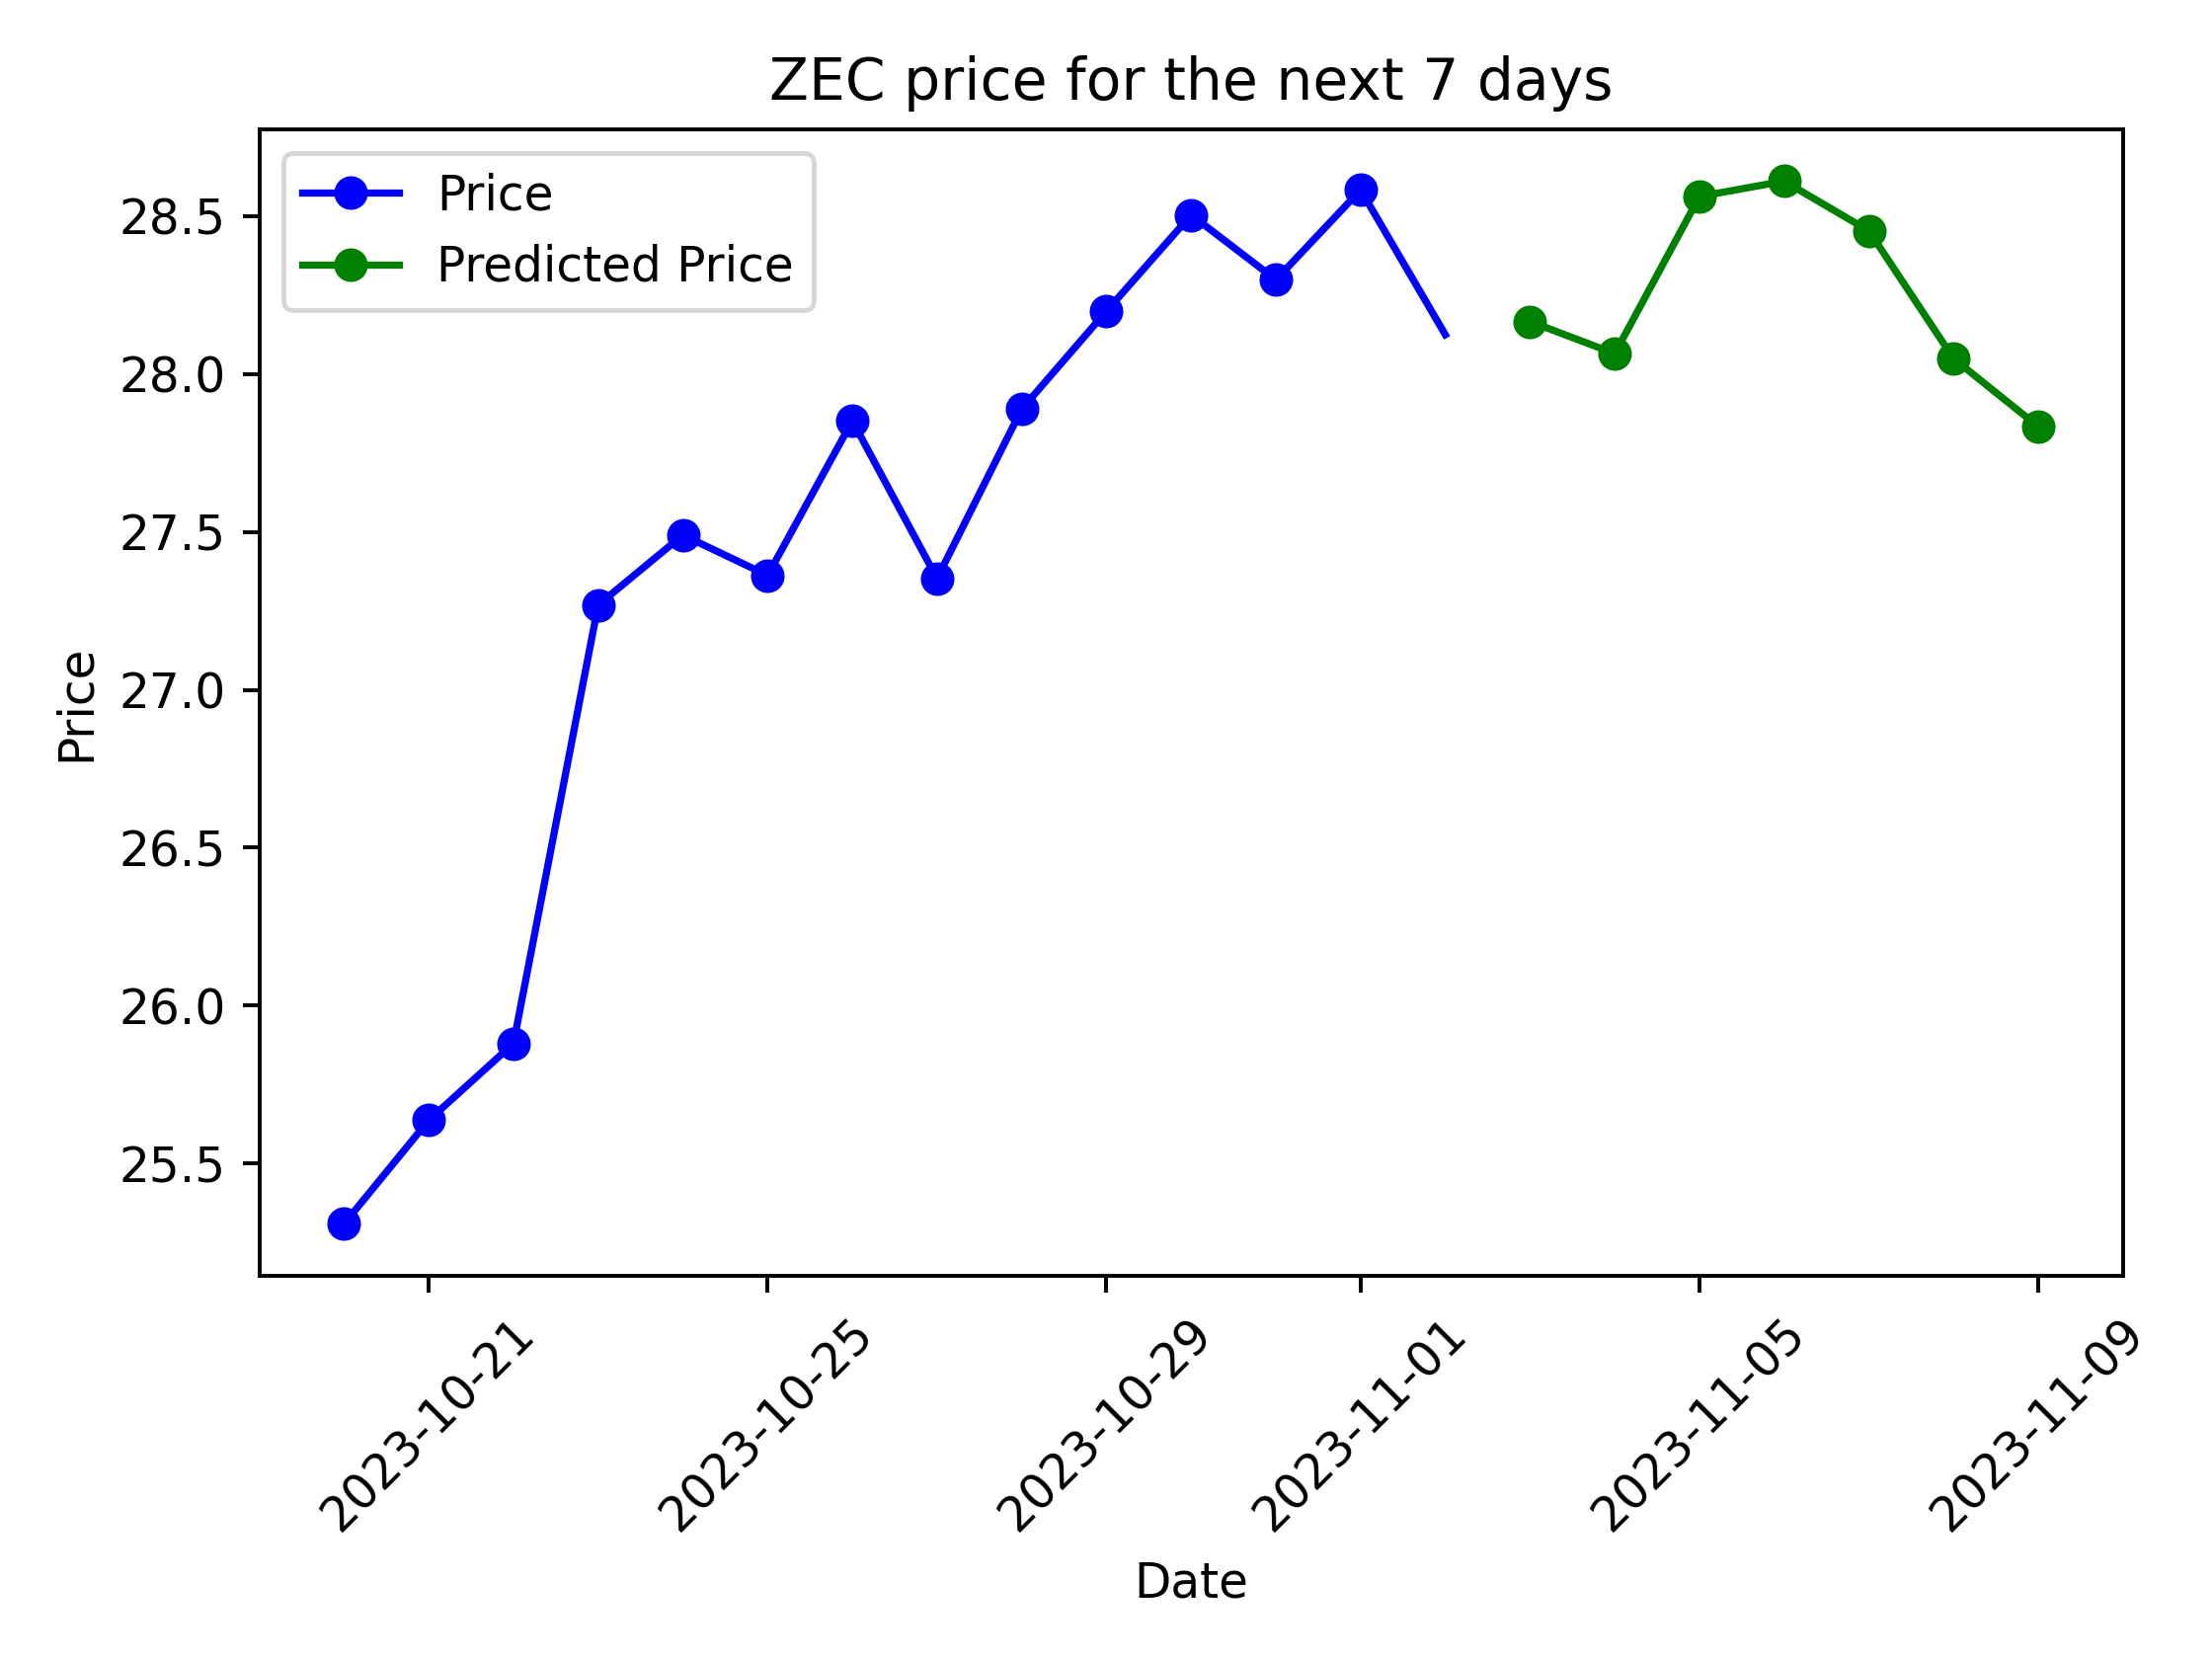 ZEC price for the next 7 days
Price
Predicted Price
28.5
28.0
27.5
27.0
26.5
26.0
25.5
Price
2023-10-21
2023-10-25
2023-10-29
2023-11-01
2023-11-05
2023-11-09
Date